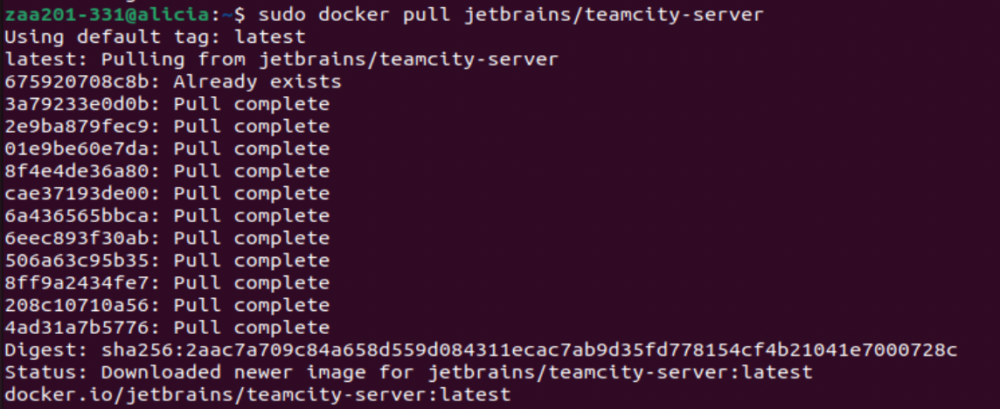 zaa201-331@alicia:~$ sudo docker pull jetbrains/teamcity-server
Using default tag: latest
latest: Pulling from jetbrains/teamcity-server
675920708c8b: Already exists
3a79233e0d0b: Pull complete
2e9ba879fec9: Pull complete
01e9be60e7da: Pull complete
8f4e4de36a80: Pull complete
cae37193de00: Pull complete
6a436565bbca: Pull complete
6eec893f30ab: Pull complete
506a63c95b35: Pull complete
8ff9a2434fe7: Pull complete
208c10710a56: Pull complete
4ad31a7b5776: Pull complete
Digest: sha256:2aac7a709c84a658d559d084311ecac7ab9d35fd778154cf4b21041e7000728c
Status: Downloaded newer image for jetbrains/teamcity-server:latest
docker.io/jetbrains/teamcity-server:latest